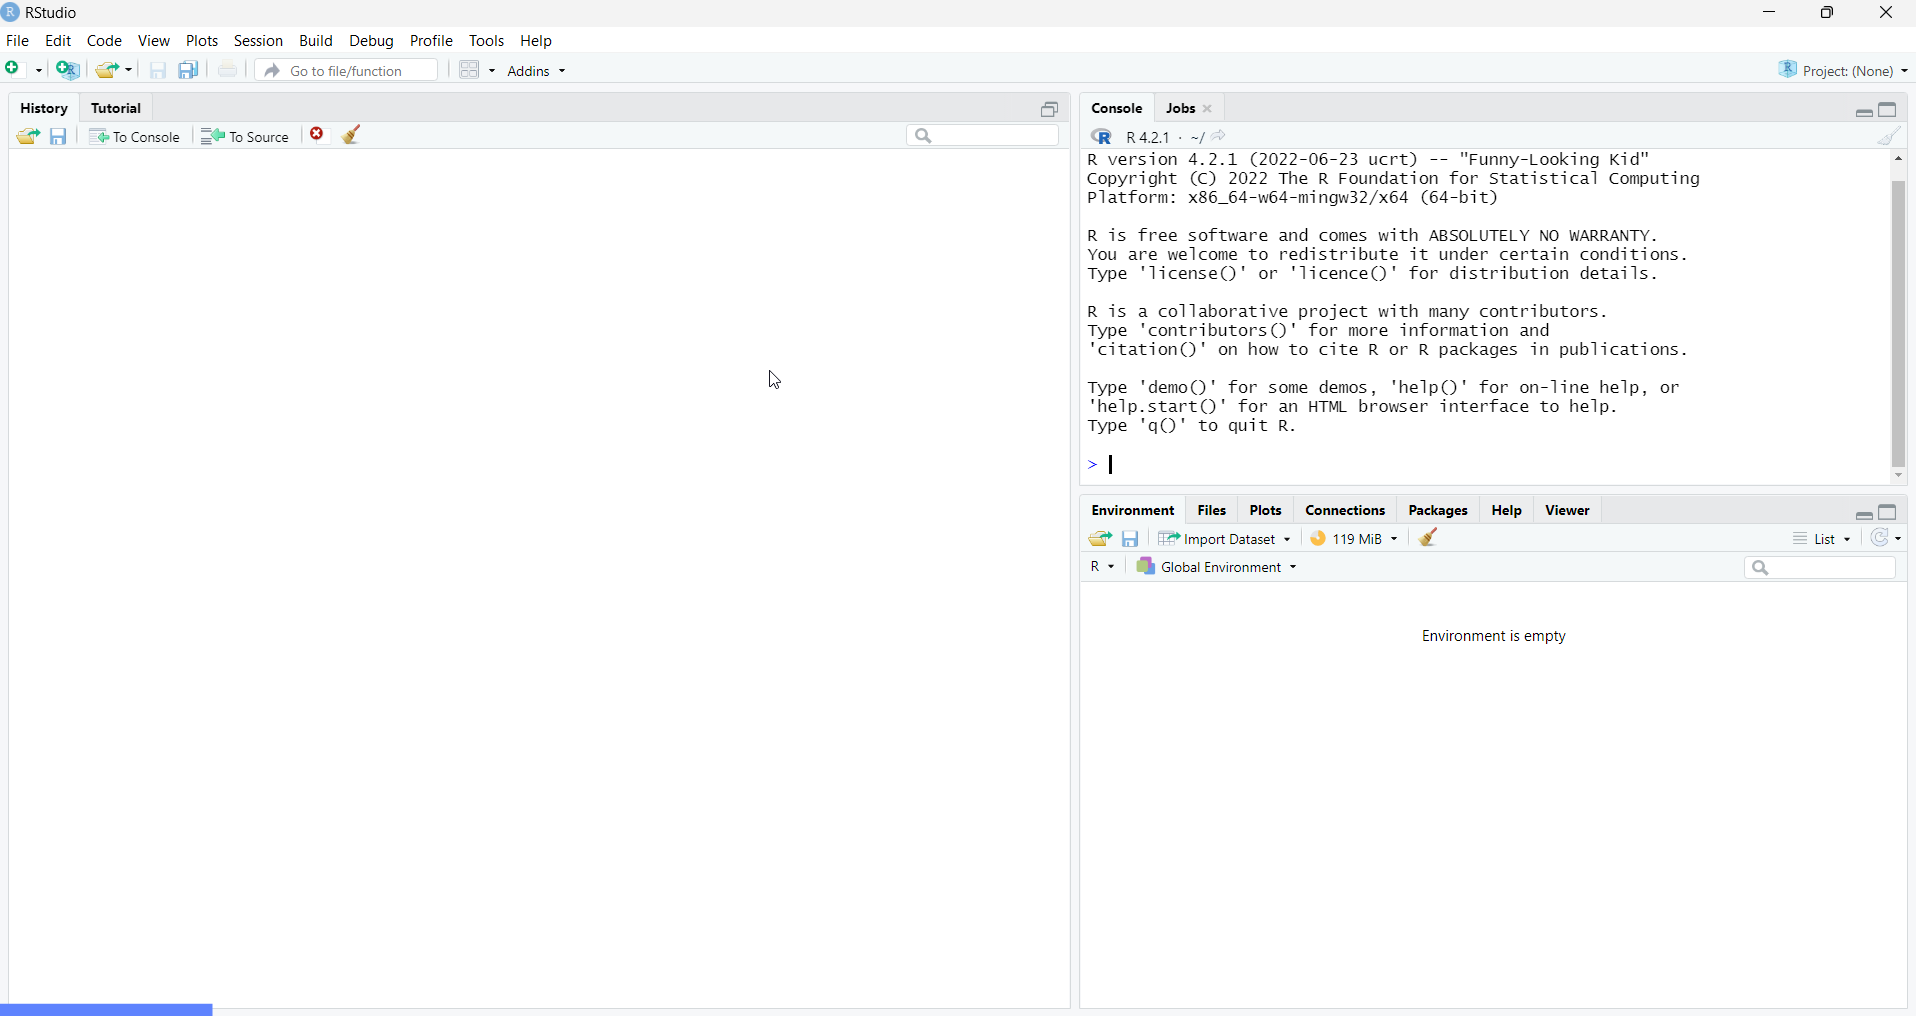 RStudio
File Edit Code View Plots Session Build Debug Profile Tools Help
Go to file/function Addins Project: (None)
History Tutorial
To Console To Source
Console Jobs
R 4.2.1 · ~/
R version 4.2.1 (2022-06-23 ucrt) -- "Funny-Looking Kid"
Copyright (C) 2022 The R Foundation for Statistical Computing
Platform: x86_64-w64-mingw32/x64 (64-bit)
R is free software and comes with ABSOLUTELY NO WARRANTY.
You are welcome to redistribute it under certain conditions.
Type 'license()' or 'licence()' for distribution details.
R is a collaborative project with many contributors.
Type 'contributors()' for more information and
'citation()' on how to cite R or R packages in publications.
Type 'demo()' for some demos, 'help()' for on-line help, or
'help.start()' for an HTML browser interface to help.
Type 'q()' to quit R.
>
Environment Files Plots Connections Packages Help Viewer
Import Dataset 119 MiB List
R Global Environment
Environment is empty